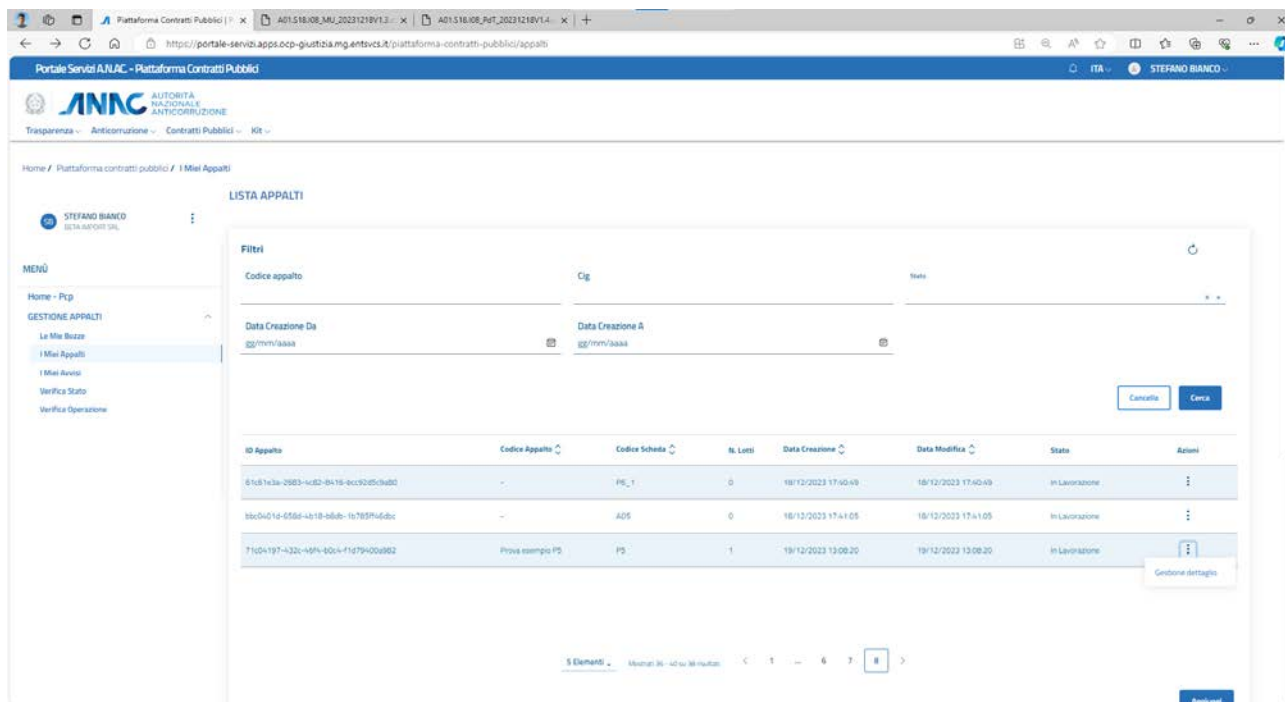 Piattaforma Contratti Pubblici | P
A01.S18.I08_MU_20231218V1.3
A01.S18.I08_PdT_20231218V1.4
https://portale-servizi.apps.ocp-giustizia.mg.entsvcs.it/piattaforma-contratti-pubblici/appalti
Portale Servizi A.N.AC. - Piattaforma Contratti Pubblici
ITA
STEFANO BIANCO
ANAC
AUTORITÀ
NAZIONALE
ANTICORRUZIONE
Trasparenza Anticorruzione Contratti Pubblici Kit
Home / Piattaforma contratti pubblici / I Miei Appalti
LISTA APPALTI
SB STEFANO BIANCO
BETA IMPORT SRL
MENÙ
Home - Pcp
GESTIONE APPALTI
Le Mie Bozze
I Miei Appalti
I Miei Avvisi
Verifica Stato
Verifica Operazione
Filtri
Codice appalto Cig Stato
Data Creazione Da Data Creazione A
gg/mm/aaaa gg/mm/aaaa
Cancella Cerca
ID Appalto Codice Appalto Codice Scheda N. Lotti Data Creazione Data Modifica Stato Azioni
- P6_1 0 18/12/2023 17:40:49 18/12/2023 17:40:49 In Lavorazione
- AD5 0 18/12/2023 17:41:05 18/12/2023 17:41:05 In Lavorazione
Prova esempio P5 P5 1 19/12/2023 13:08:20 19/12/2023 13:08:20 In Lavorazione
Gestione dettaglio
5 Elementi Mostrati 36 - 40 su 38 risultati 1 ... 6 7 8
Aggiungi